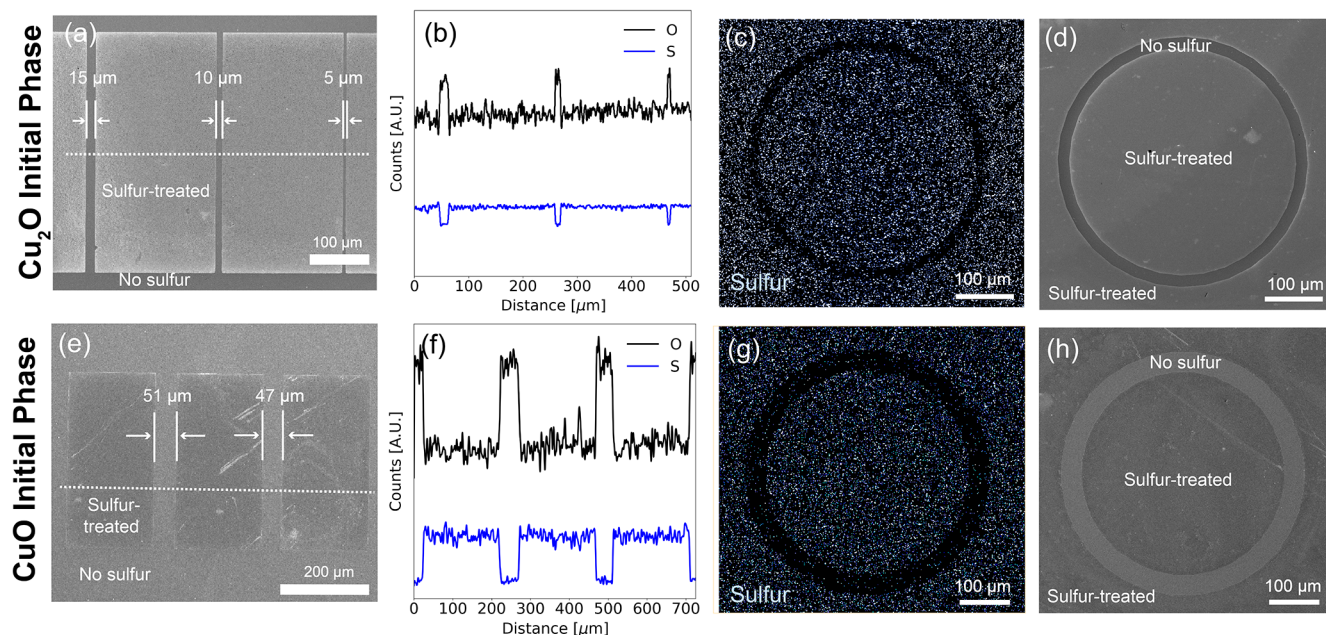 Cu₂O Initial Phase
(a)
15 μm
10 μm
5 μm
Sulfur-treated
100 μm
No sulfur
(b)
O
S
Counts [A.U.]
0 100 200 300 400 500
Distance [μm]
(c)
Sulfur
100 μm
(d)
No sulfur
Sulfur-treated
Sulfur-treated
100 μm
CuO Initial Phase
(e)
51 μm
47 μm
Sulfur-
treated
No sulfur
200 μm
(f)
O
S
Counts [A.U.]
0 100 200 300 400 500 600 700
Distance [μm]
(g)
Sulfur
100 μm
(h)
No sulfur
Sulfur-treated
Sulfur-treated
100 μm